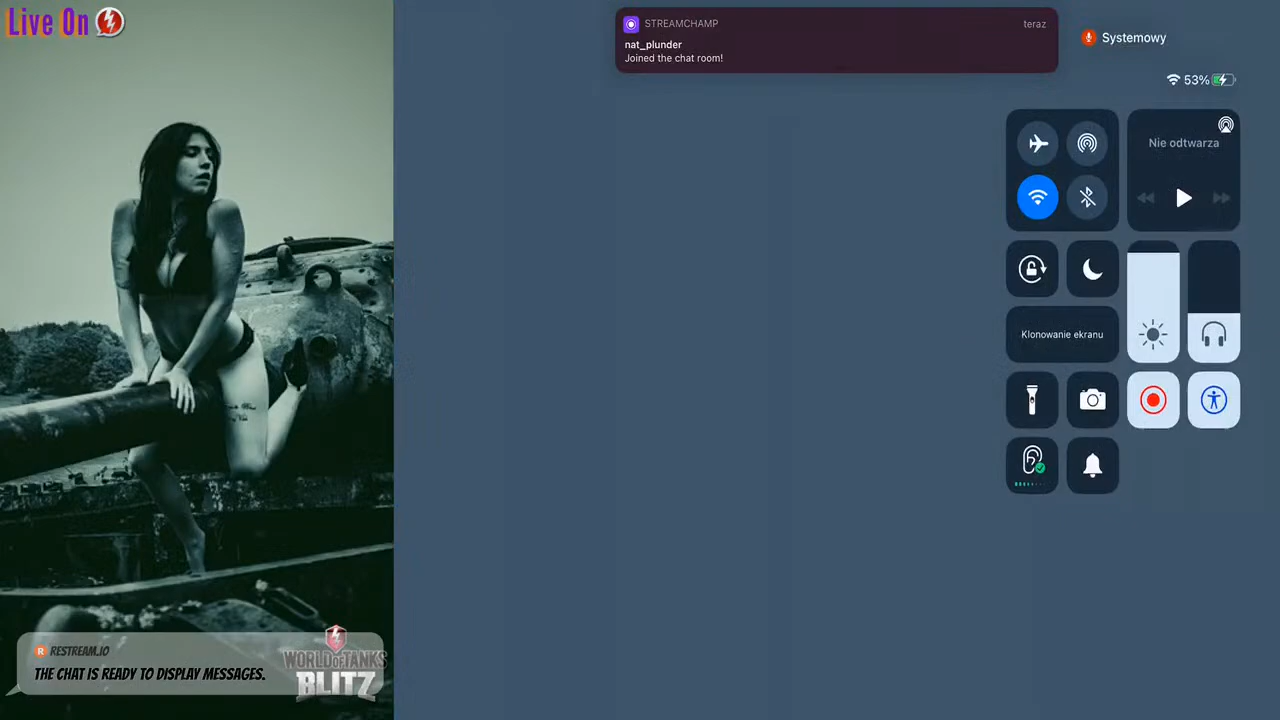 Live On
STREAMCHAMP
teraz
nat_plunder
Joined the chat room!
Systemowy
53%
Nie odtwarza
Klonowanie ekranu
RESTREAM.IO
THE CHAT IS READY TO DISPLAY MESSAGES.
WORLD OF TANKS
BLITZ